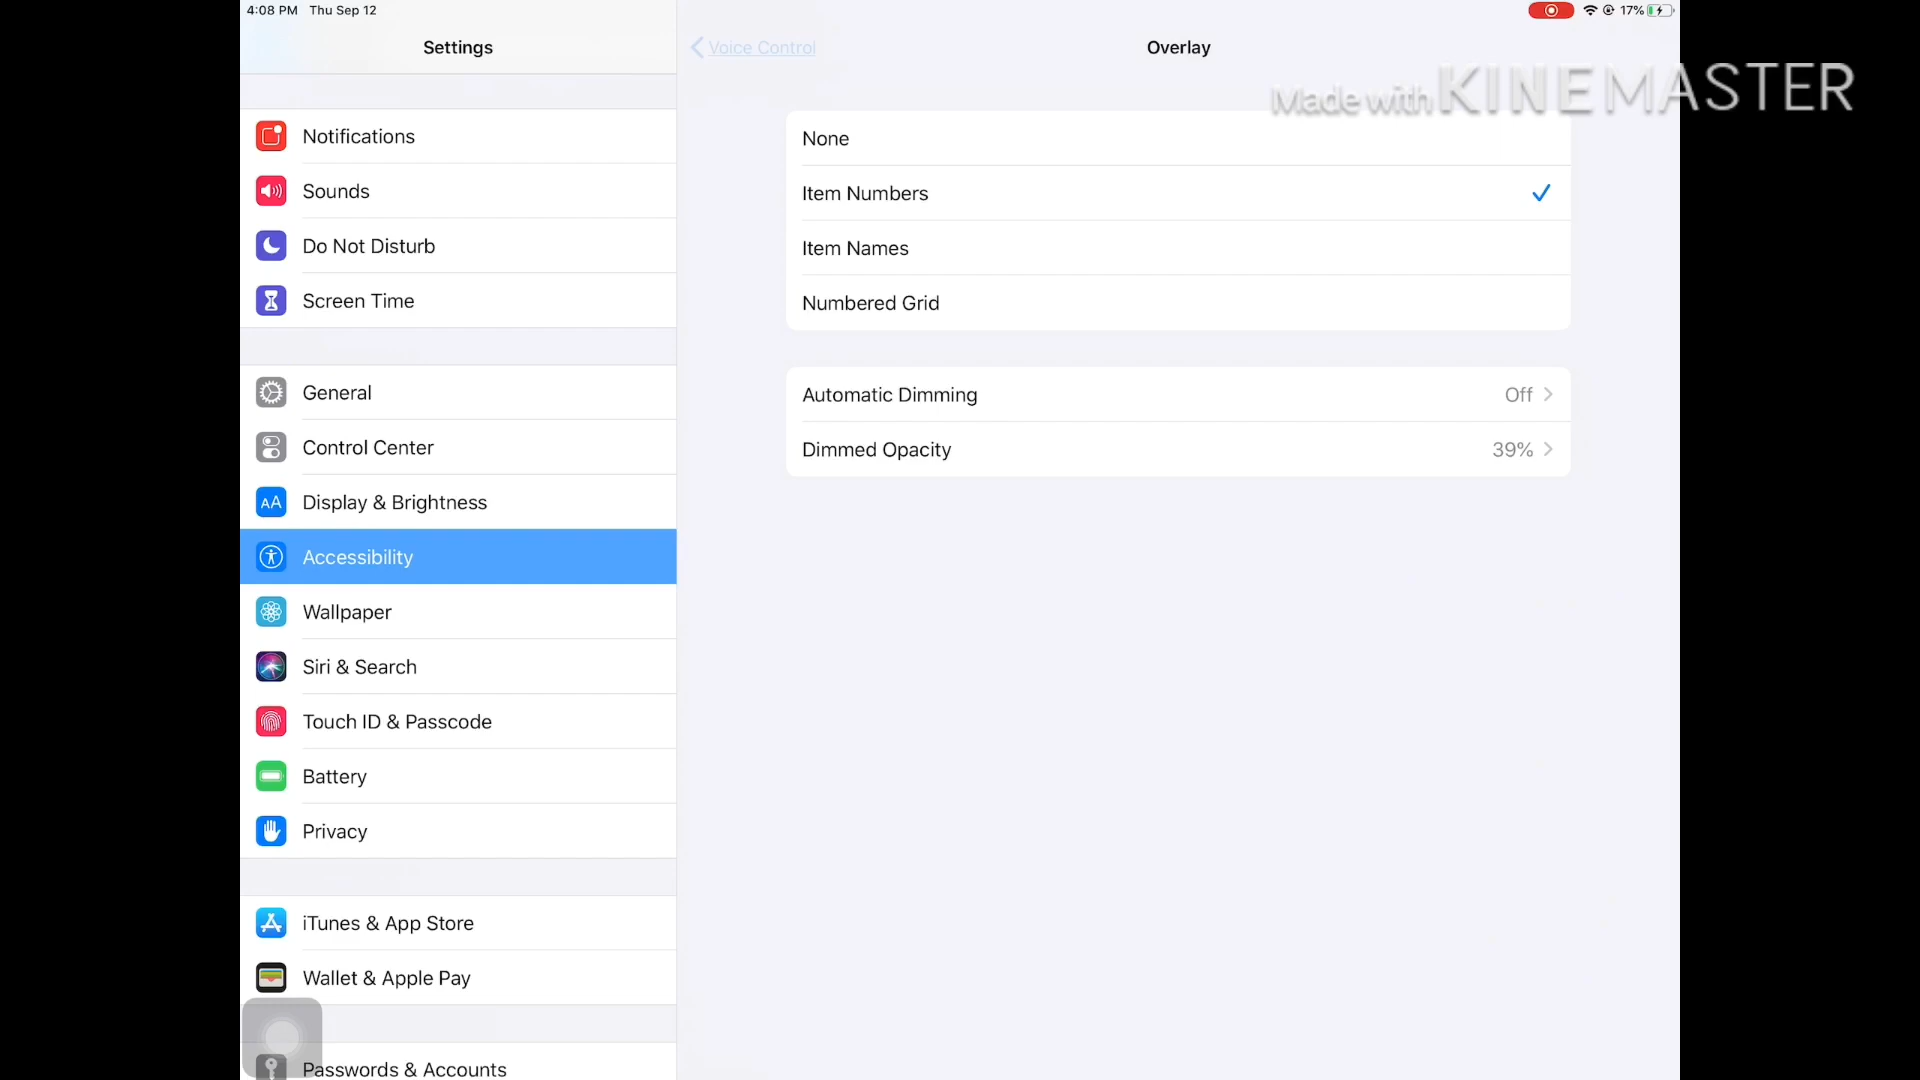 4:08 PM Thu Sep 12
17%
Settings
Voice Control
Overlay
Made with KINEMASTER
Notifications
Sounds
Do Not Disturb
Screen Time
General
Control Center
AA Display & Brightness
Accessibility
Wallpaper
Siri & Search
Touch ID & Passcode
Battery
Privacy
iTunes & App Store
Wallet & Apple Pay
Passwords & Accounts
None
Item Numbers
Item Names
Numbered Grid
Automatic Dimming Off
Dimmed Opacity 39%